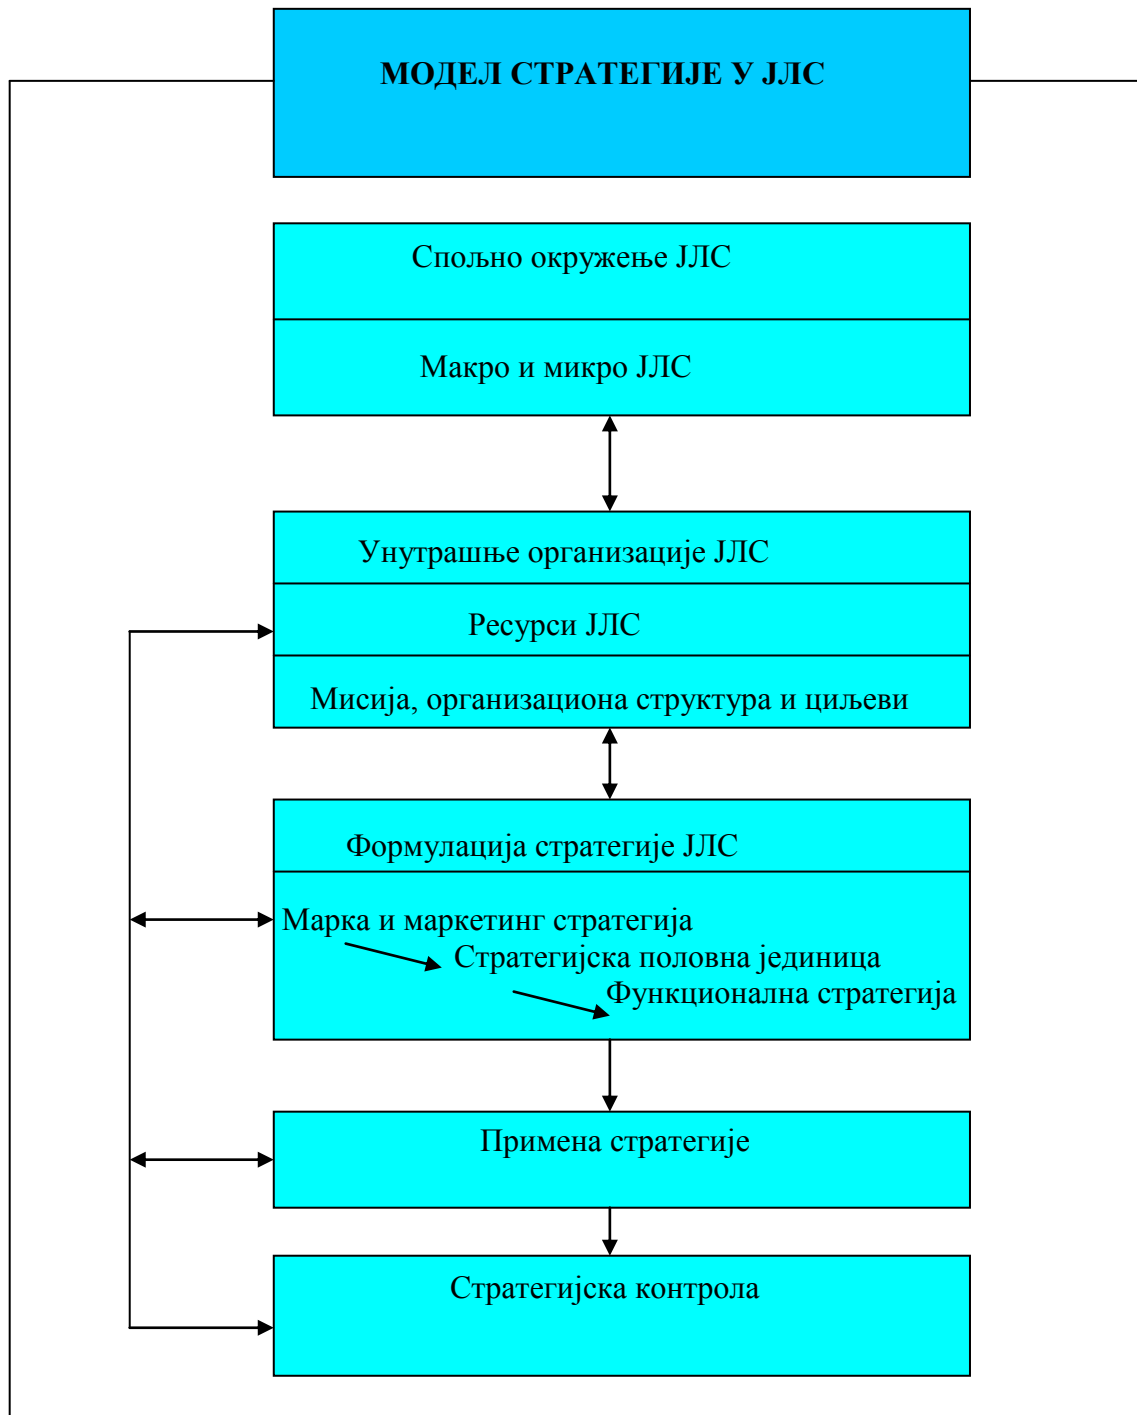 МОДЕЛ СТРАТЕГИЈЕ У ЈЛС
Спољно окружење ЈЛС
Макро и микро ЈЛС
Унутрашње организације ЈЛС
Ресурси ЈЛС
Мисија, организациона структура и циљеви
Формулација стратегије ЈЛС
Марка и маркетинг стратегија
Стратегијска половна јединица
Функционална стратегија
Примена стратегије
Стратегијска контрола